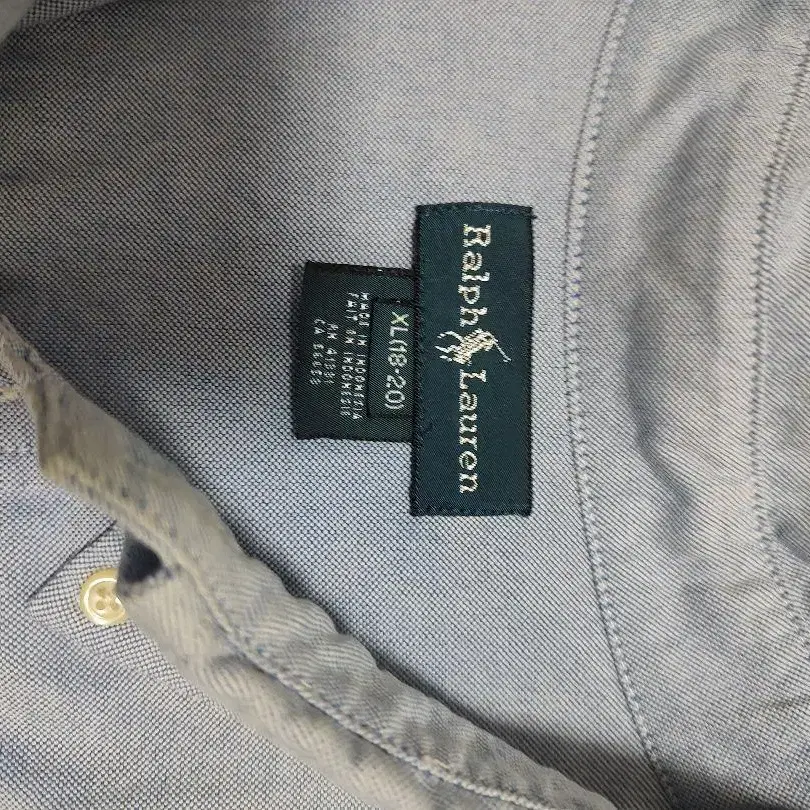 Ralph Lauren
XL(18-20)
MADE IN INDONESIA
FAIT EN INDONESIE
RN 41381
CA 56658